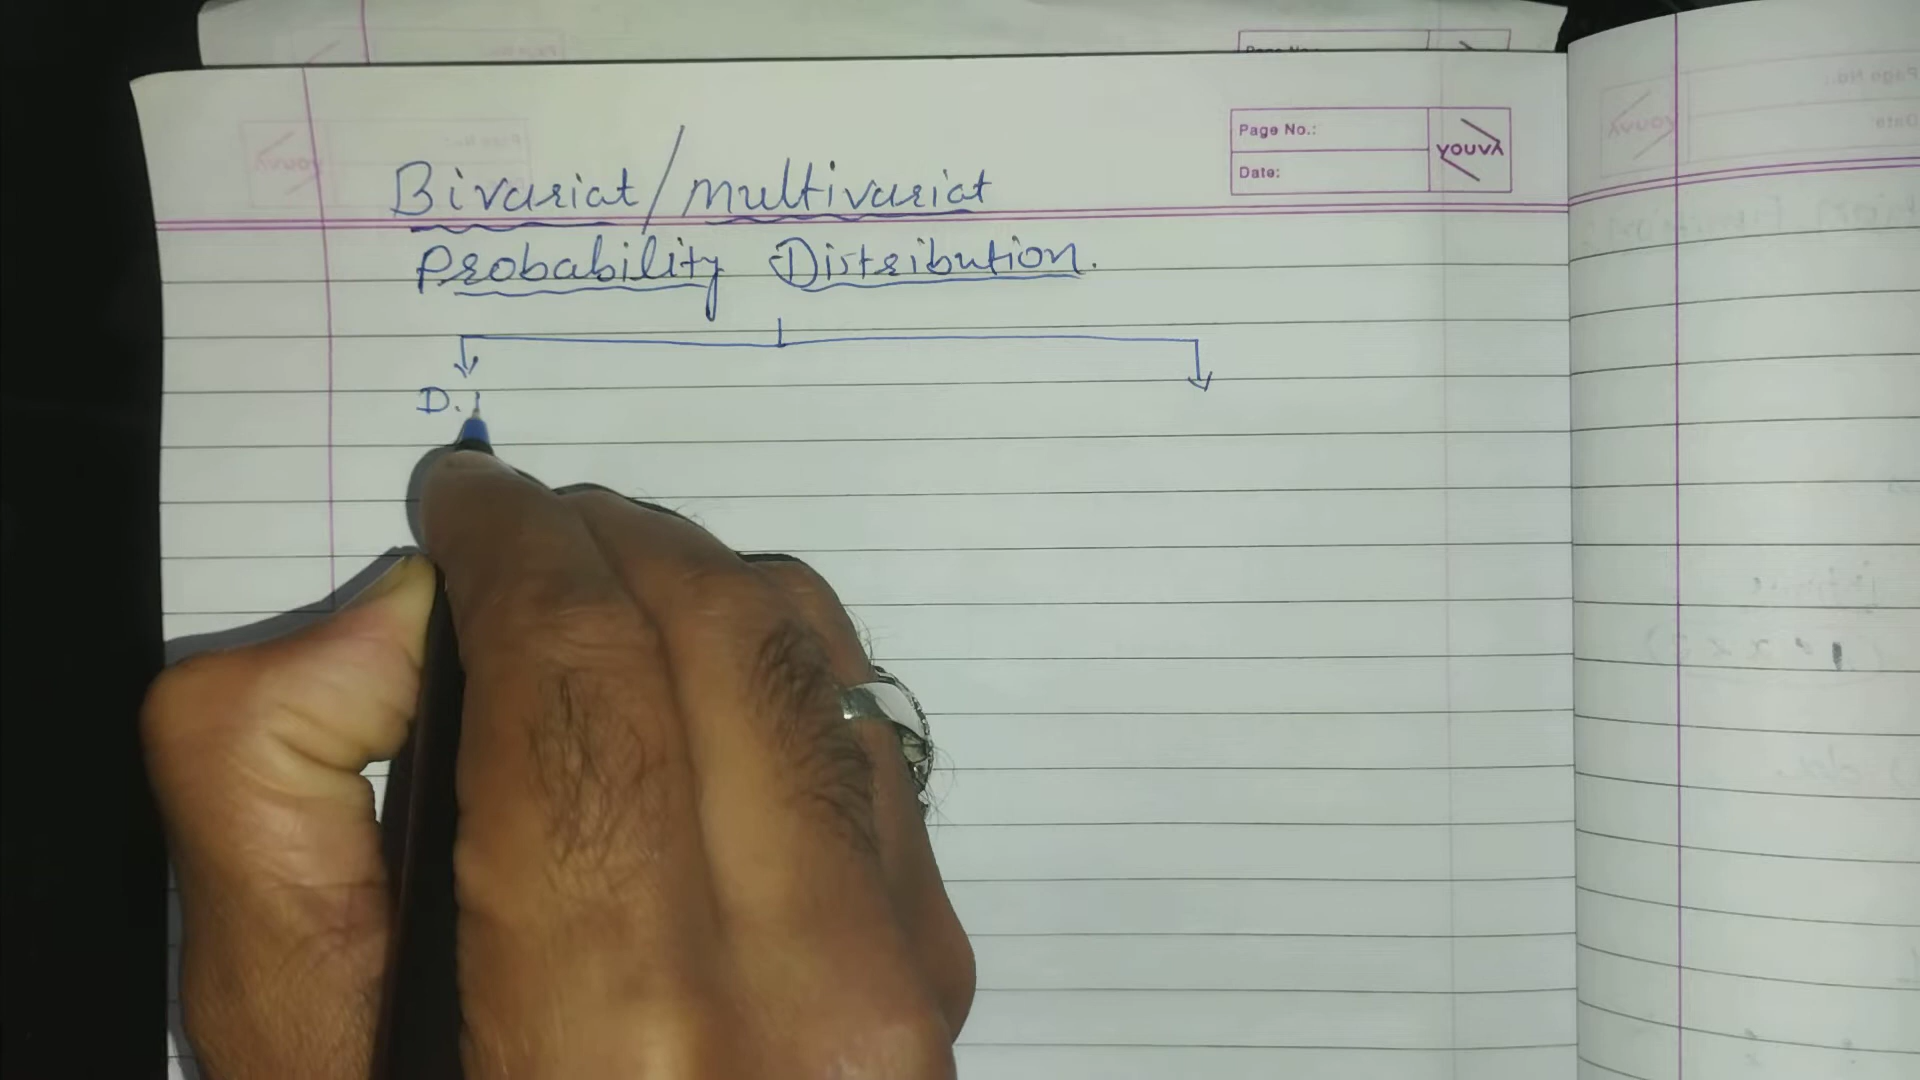 Page No.:
Date:
YOUVA
Bivariat/multivariat
Probability Distribution.
D.